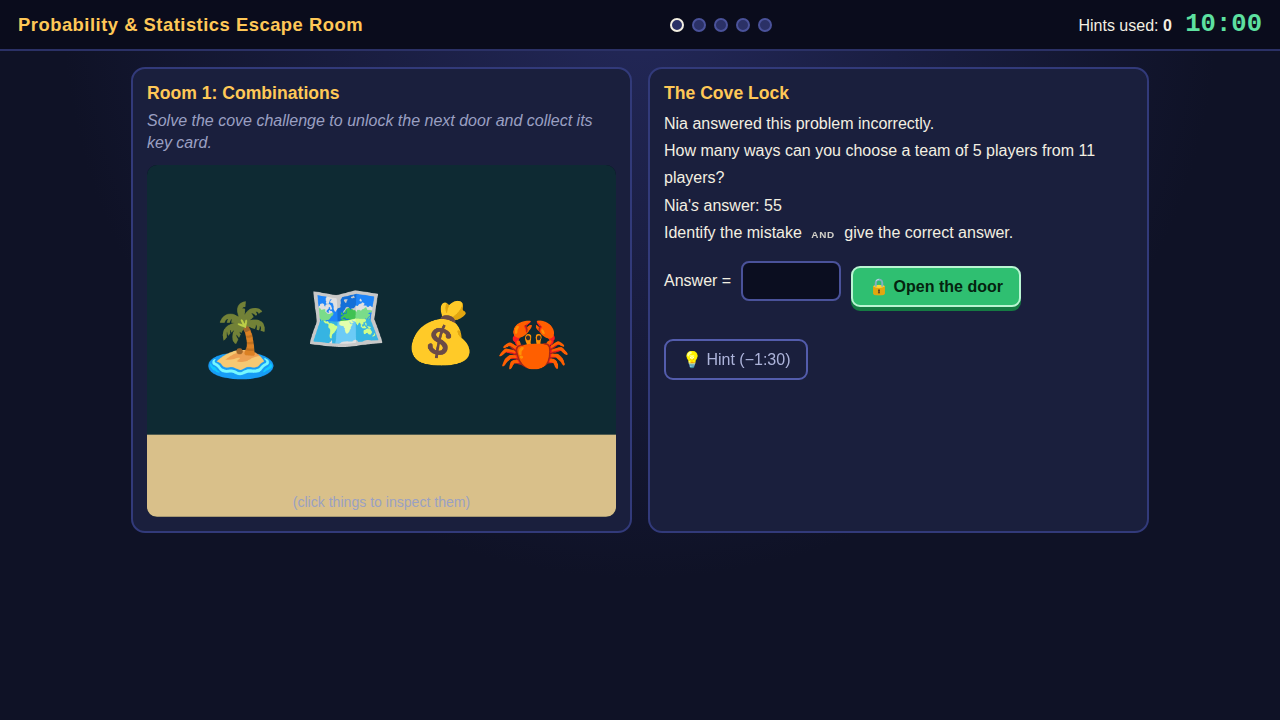 Probability & Statistics Escape Room
Hints used: 0 10:00
Room 1: Combinations
Solve the cove challenge to unlock the next door and collect its
key card.
(click things to inspect them)
The Cove Lock
Nia answered this problem incorrectly.
How many ways can you choose a team of 5 players from 11
players?
Nia's answer: 55
Identify the mistake AND give the correct answer.
Answer =
🔒 Open the door
💡 Hint (−1:30)